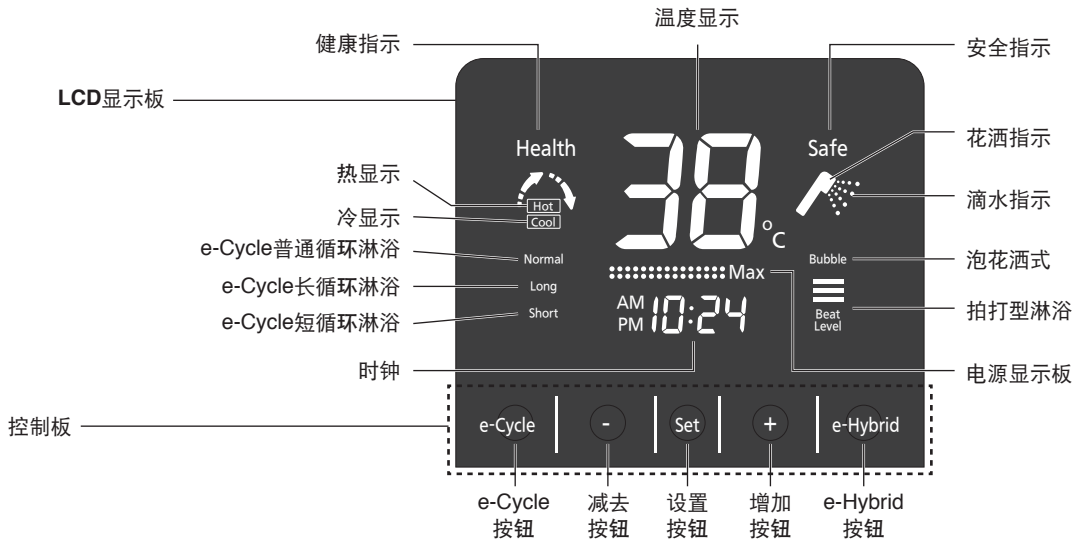 温度显示
健康指示
安全指示
LCD显示板
花洒指示
Health
38
°C
Safe
热显示
Hot
滴水指示
冷显示
Cool
e-Cycle普通循环淋浴
Normal
Max
Bubble
泡花洒式
e-Cycle长循环淋浴
Long
AM
PM
10:24
Beat
Level
拍打型淋浴
e-Cycle短循环淋浴
Short
时钟
电源显示板
控制板
e-Cycle
-
Set
+
e-Hybrid
e-Cycle
按钮
减去
按钮
设置
按钮
增加
按钮
e-Hybrid
按钮